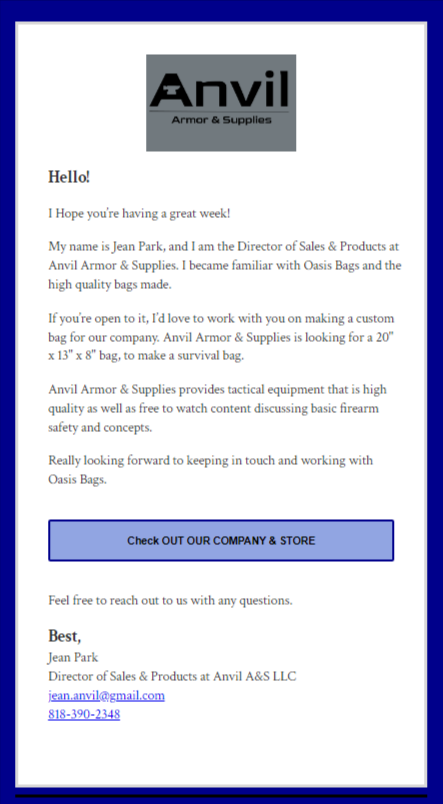 Anvil
Armor & Supplies
Hello!
I Hope you're having a great week!
My name is Jean Park, and I am the Director of Sales & Products at
Anvil Armor & Supplies. I became familiar with Oasis Bags and the
high quality bags made.
If you're open to it, I'd love to work with you on making a custom
bag for our company. Anvil Armor & Supplies is looking for a 20"
x 13" x 8" bag, to make a survival bag.
Anvil Armor & Supplies provides tactical equipment that is high
quality as well as free to watch content discussing basic firearm
safety and concepts.
Really looking forward to keeping in touch and working with
Oasis Bags.
Check OUT OUR COMPANY & STORE
Feel free to reach out to us with any questions.
Best,
Jean Park
Director of Sales & Products at Anvil A&S LLC
jean.anvil@gmail.com
818-390-2348